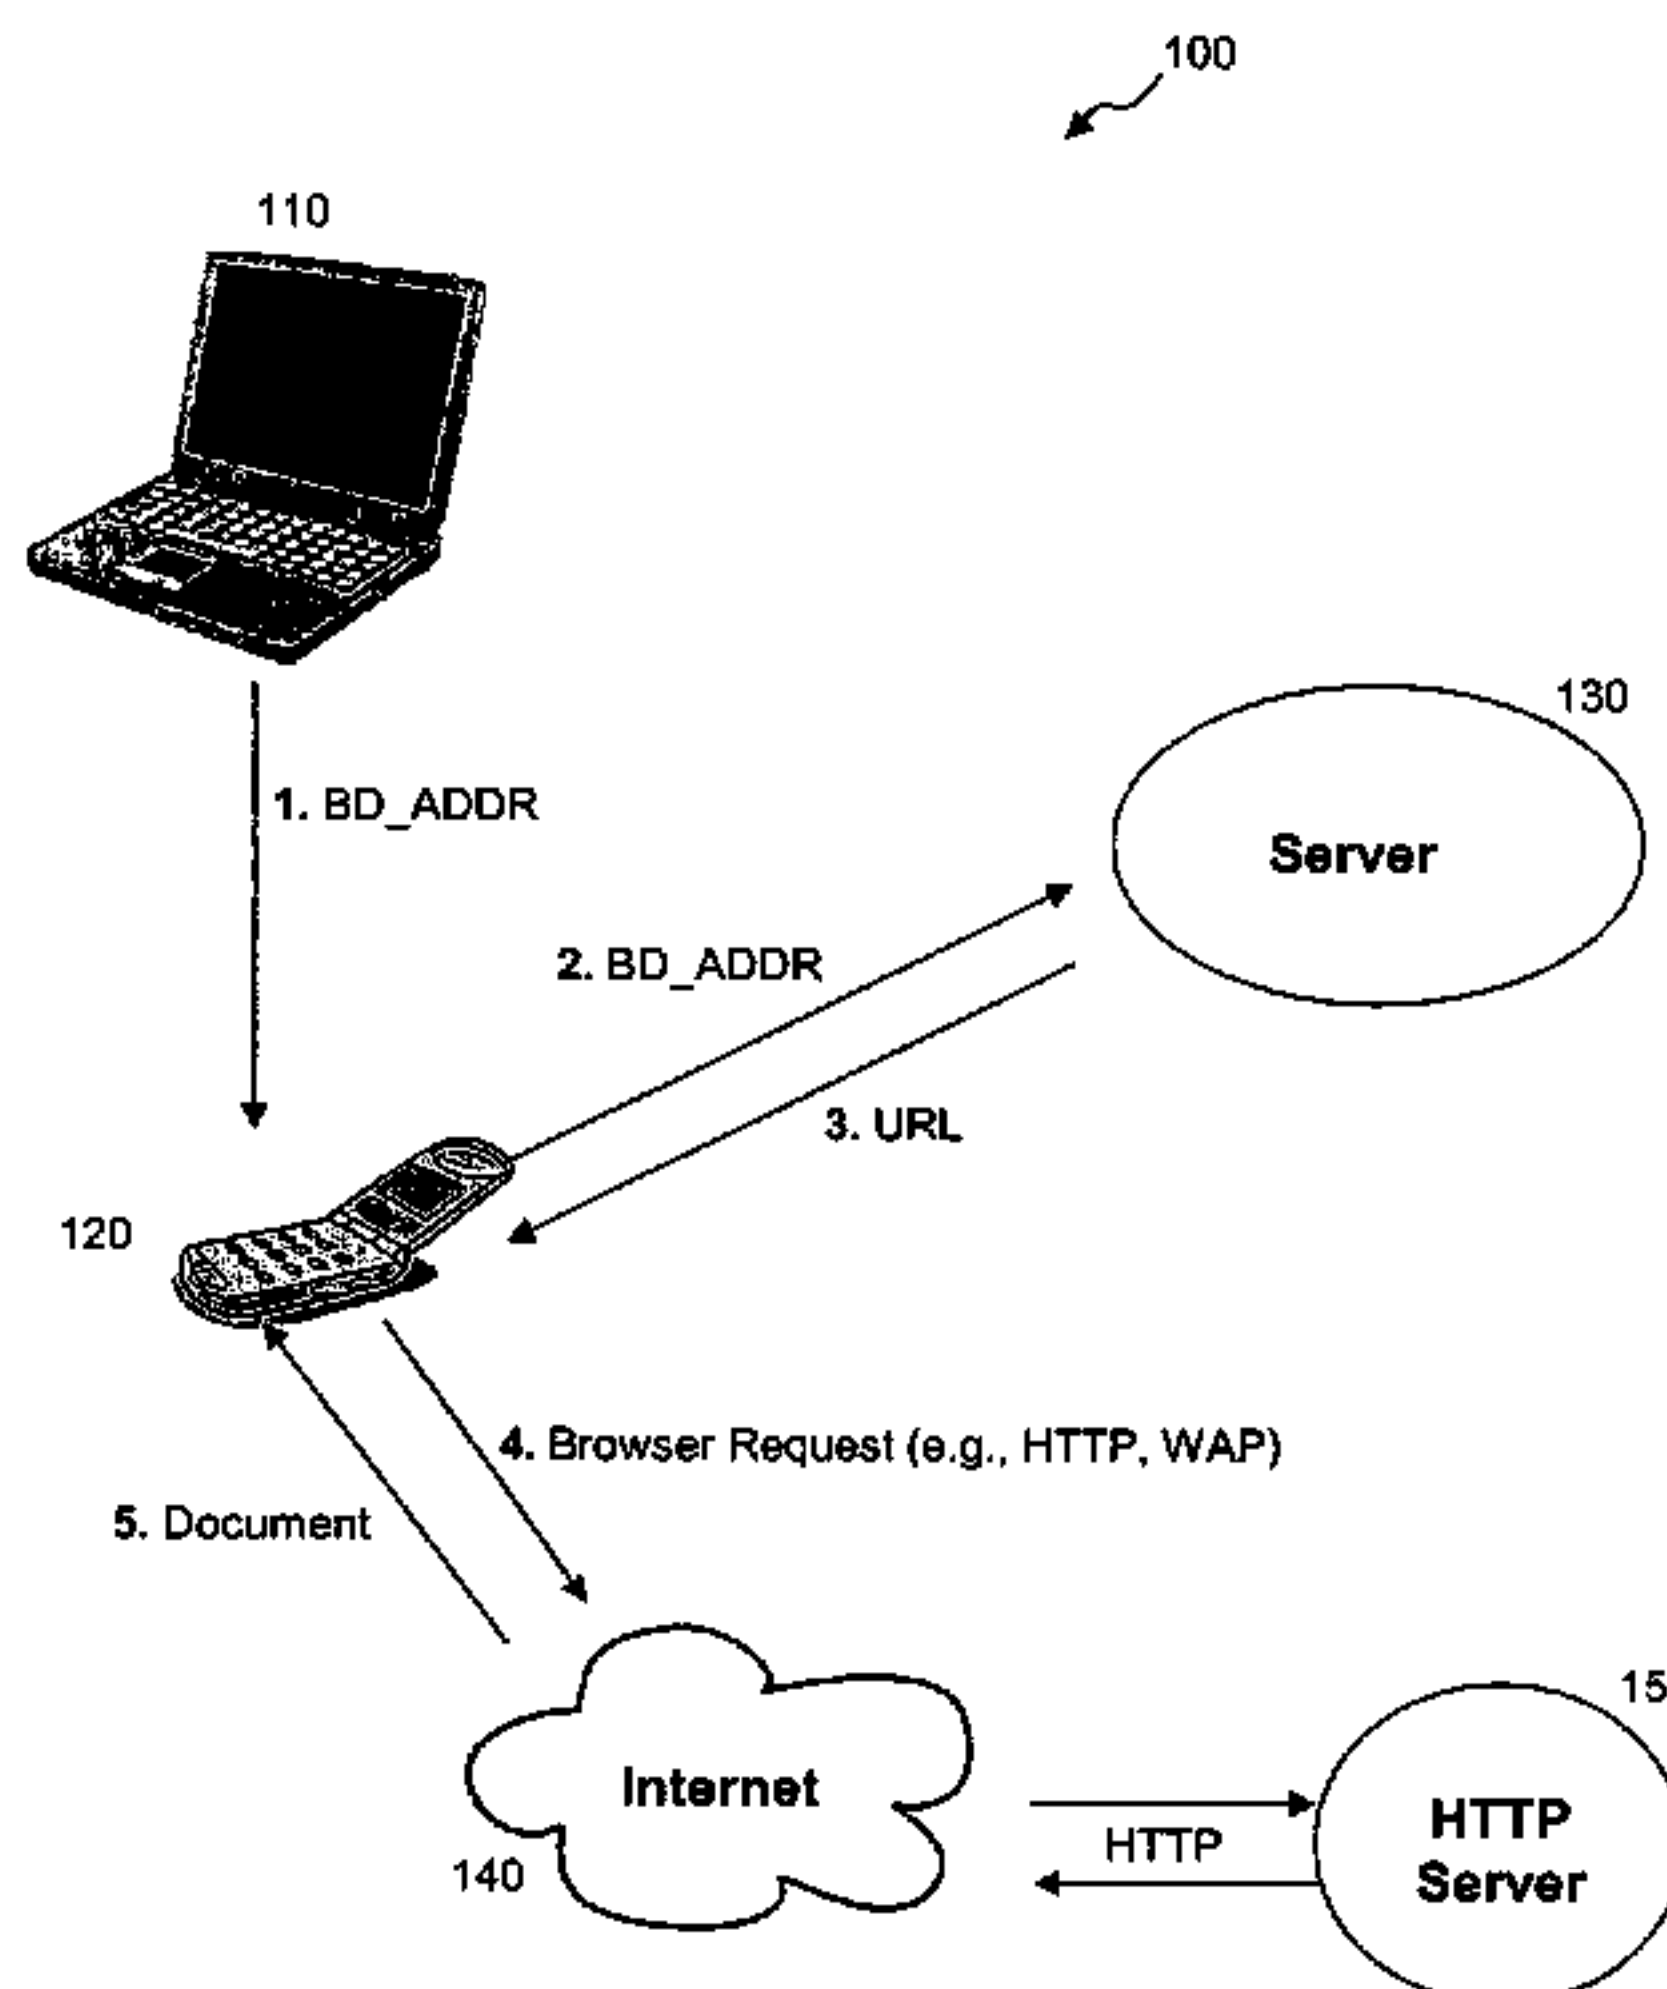 100
110
130
1. BD_ADDR
Server
2. BD_ADDR
3. URL
120
4. Browser Request (e.g., HTTP, WAP)
5. Document
15
Internet
HTTP
Server
HTTP
140